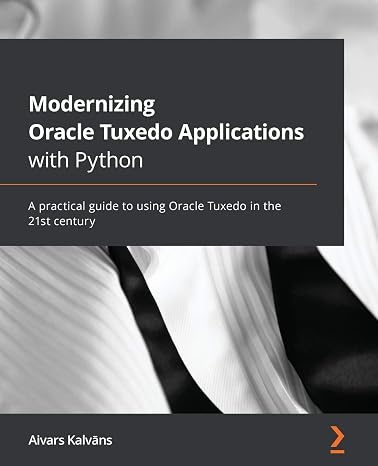 Modernizing
Oracle Tuxedo Applications
with Python
A practical guide to using Oracle Tuxedo in the
21st century
Aivars Kalvāns